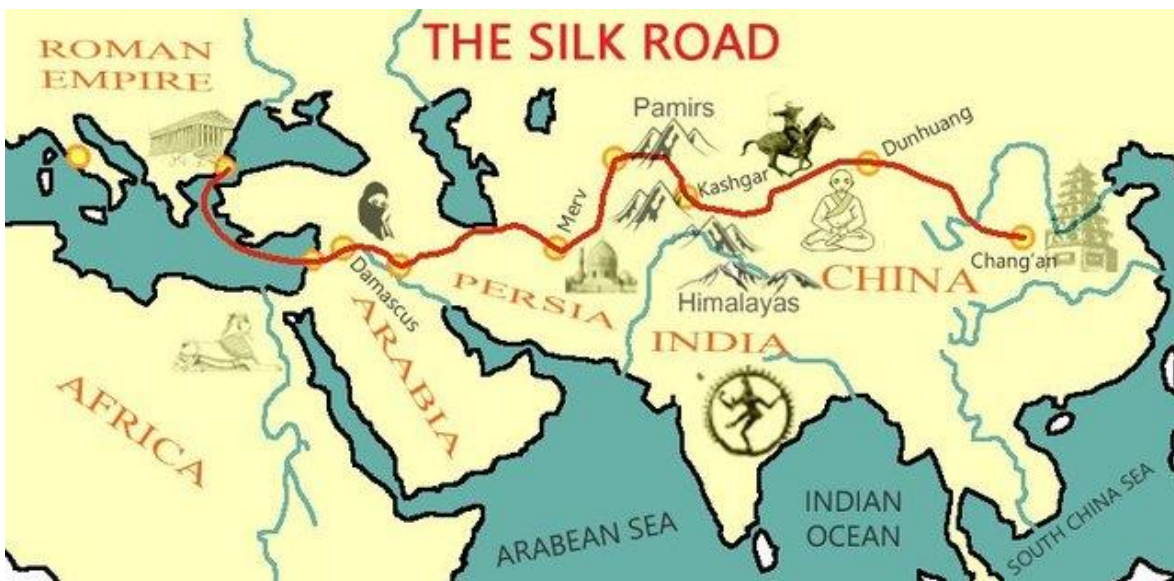 THE SILK ROAD
ROMAN
EMPIRE
Pamirs
Dunhuang
Kashgar
Merv
Chang'an
Damascus
PERSIA
CHINA
Himalayas
ARABIA
INDIA
AFRICA
INDIAN
OCEAN
ARABEAN SEA
SOUTH CHINA SEA